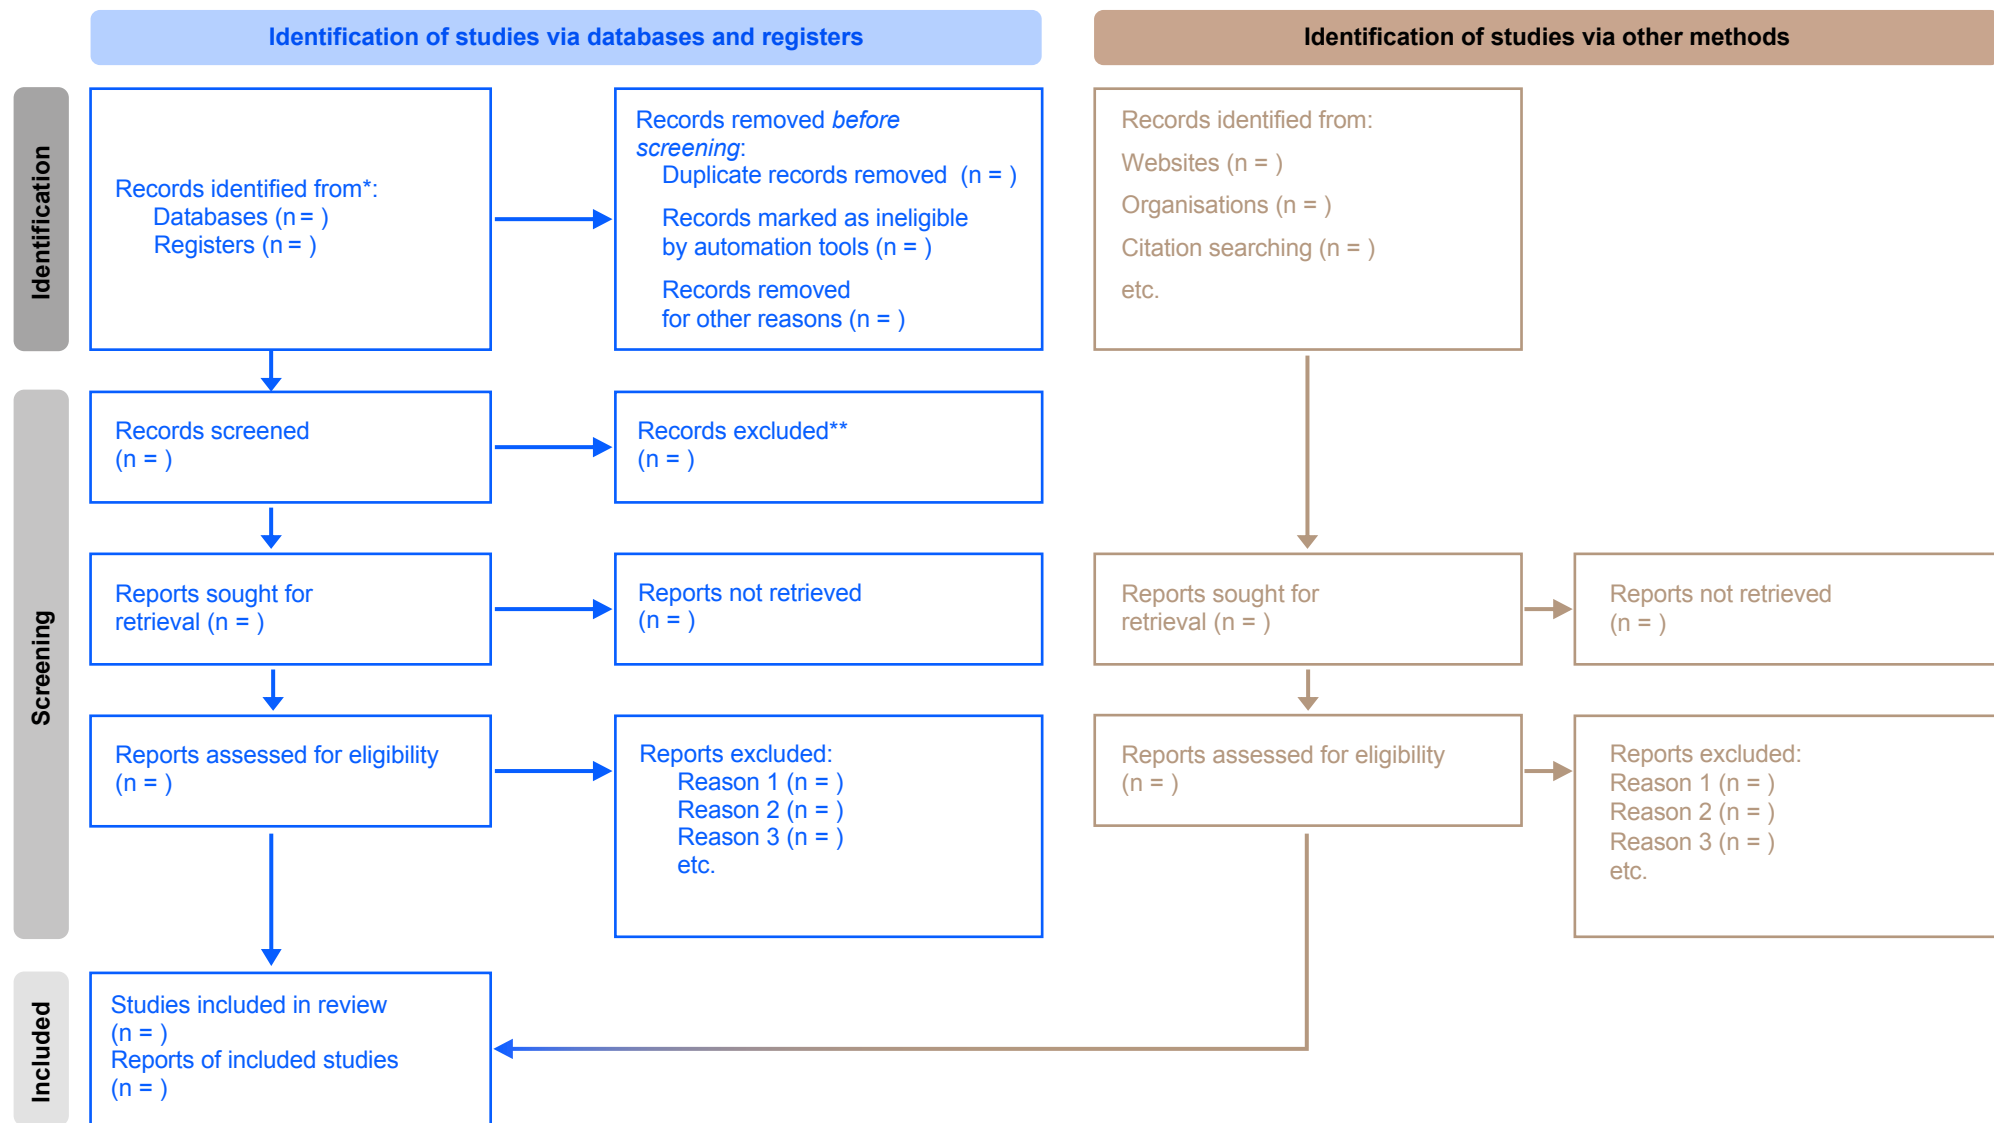 Identification of studies via databases and registers
Identification of studies via other methods
Identification
Records identified from*:
Databases (n = )
Registers (n = )
Records removed before
screening:
Duplicate records removed  (n = )
Records marked as ineligible
by automation tools (n = )
Records removed
for other reasons (n = )
Records identified from:
Websites (n = )
Organisations (n = )
Citation searching (n = )
etc.
Screening
Records screened
(n = )
Records excluded**
(n = )
Reports sought for
retrieval (n = )
Reports not retrieved
(n = )
Reports sought for
retrieval (n = )
Reports not retrieved
(n = )
Reports assessed for eligibility
(n = )
Reports excluded:
Reason 1 (n = )
Reason 2 (n = )
Reason 3 (n = )
etc.
Reports assessed for eligibility
(n = )
Reports excluded:
Reason 1 (n = )
Reason 2 (n = )
Reason 3 (n = )
etc.
Included
Studies included in review
(n = )
Reports of included studies
(n = )